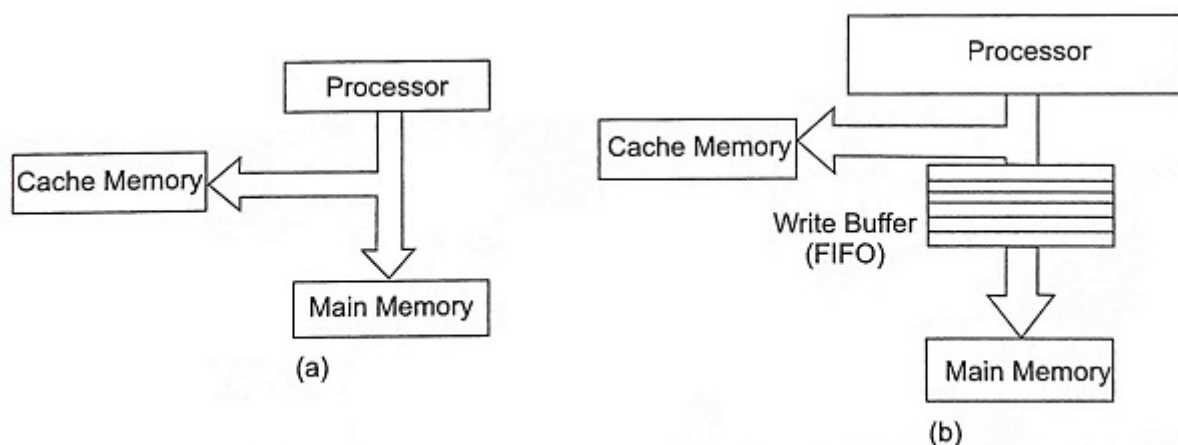 Processor
Cache Memory
Main Memory
(a)
Processor
Cache Memory
Write Buffer
(FIFO)
Main Memory
(b)